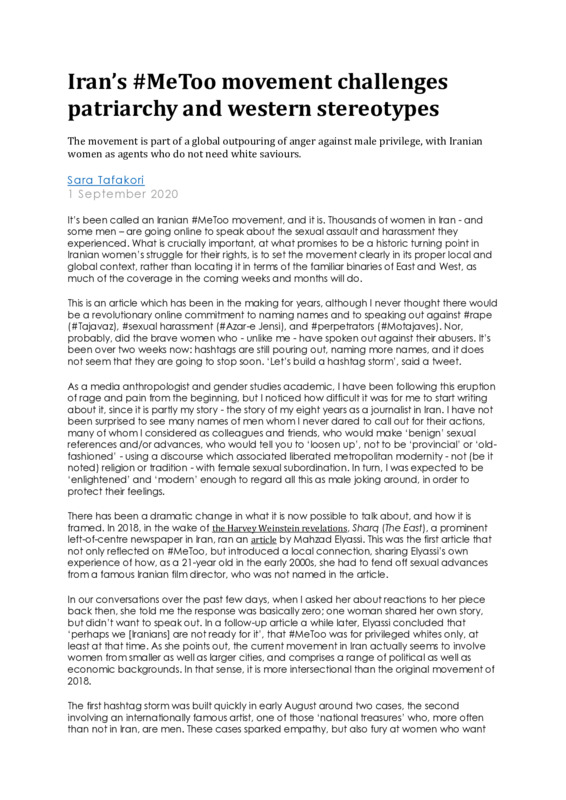 Iran's #MeToo movement challenges
patriarchy and western stereotypes
The movement is part of a global outpouring of anger against male privilege, with Iranian
women as agents who do not need white saviours.
Sara Tafakori
1 September 2020
It's been called an Iranian #MeToo movement, and it is. Thousands of women in Iran - and
some men – are going online to speak about the sexual assault and harassment they
experienced. What is crucially important, at what promises to be a historic turning point in
Iranian women's struggle for their rights, is to set the movement clearly in its proper local and
global context, rather than locating it in terms of the familiar binaries of East and West, as
much of the coverage in the coming weeks and months will do.
This is an article which has been in the making for years, although I never thought there would
be a revolutionary online commitment to naming names and to speaking out against #rape
(#Tajavaz), #sexual harassment (#Azar-e Jensi), and #perpetrators (#Motajaves). Nor,
probably, did the brave women who - unlike me - have spoken out against their abusers. It's
been over two weeks now: hashtags are still pouring out, naming more names, and it does
not seem that they are going to stop soon. 'Let's build a hashtag storm', said a tweet.
As a media anthropologist and gender studies academic, I have been following this eruption
of rage and pain from the beginning, but I noticed how difficult it was for me to start writing
about it, since it is partly my story - the story of my eight years as a journalist in Iran. I have not
been surprised to see many names of men whom I never dared to call out for their actions,
many of whom I considered as colleagues and friends, who would make 'benign' sexual
references and/or advances, who would tell you to 'loosen up', not to be 'provincial' or 'old-
fashioned' - using a discourse which associated liberated metropolitan modernity - not (be it
noted) religion or tradition - with female sexual subordination. In turn, I was expected to be
'enlightened' and 'modern' enough to regard all this as male joking around, in order to
protect their feelings.
There has been a dramatic change in what it is now possible to talk about, and how it is
framed. In 2018, in the wake of the Harvey Weinstein revelations, Sharq (The East), a prominent
left-of-centre newspaper in Iran, ran an article by Mahzad Elyassi. This was the first article that
not only reflected on #MeToo, but introduced a local connection, sharing Elyassi's own
experience of how, as a 21-year old in the early 2000s, she had to fend off sexual advances
from a famous Iranian film director, who was not named in the article.
In our conversations over the past few days, when I asked her about reactions to her piece
back then, she told me the response was basically zero; one woman shared her own story,
but didn't want to speak out. In a follow-up article a while later, Elyassi concluded that
'perhaps we [Iranians] are not ready for it', that #MeToo was for privileged whites only, at
least at that time. As she points out, the current movement in Iran actually seems to involve
women from smaller as well as larger cities, and comprises a range of political as well as
economic backgrounds. In that sense, it is more intersectional than the original movement of
2018.
The first hashtag storm was built quickly in early August around two cases, the second
involving an internationally famous artist, one of those 'national treasures' who, more often
than not in Iran, are men. These cases sparked empathy, but also fury at women who want